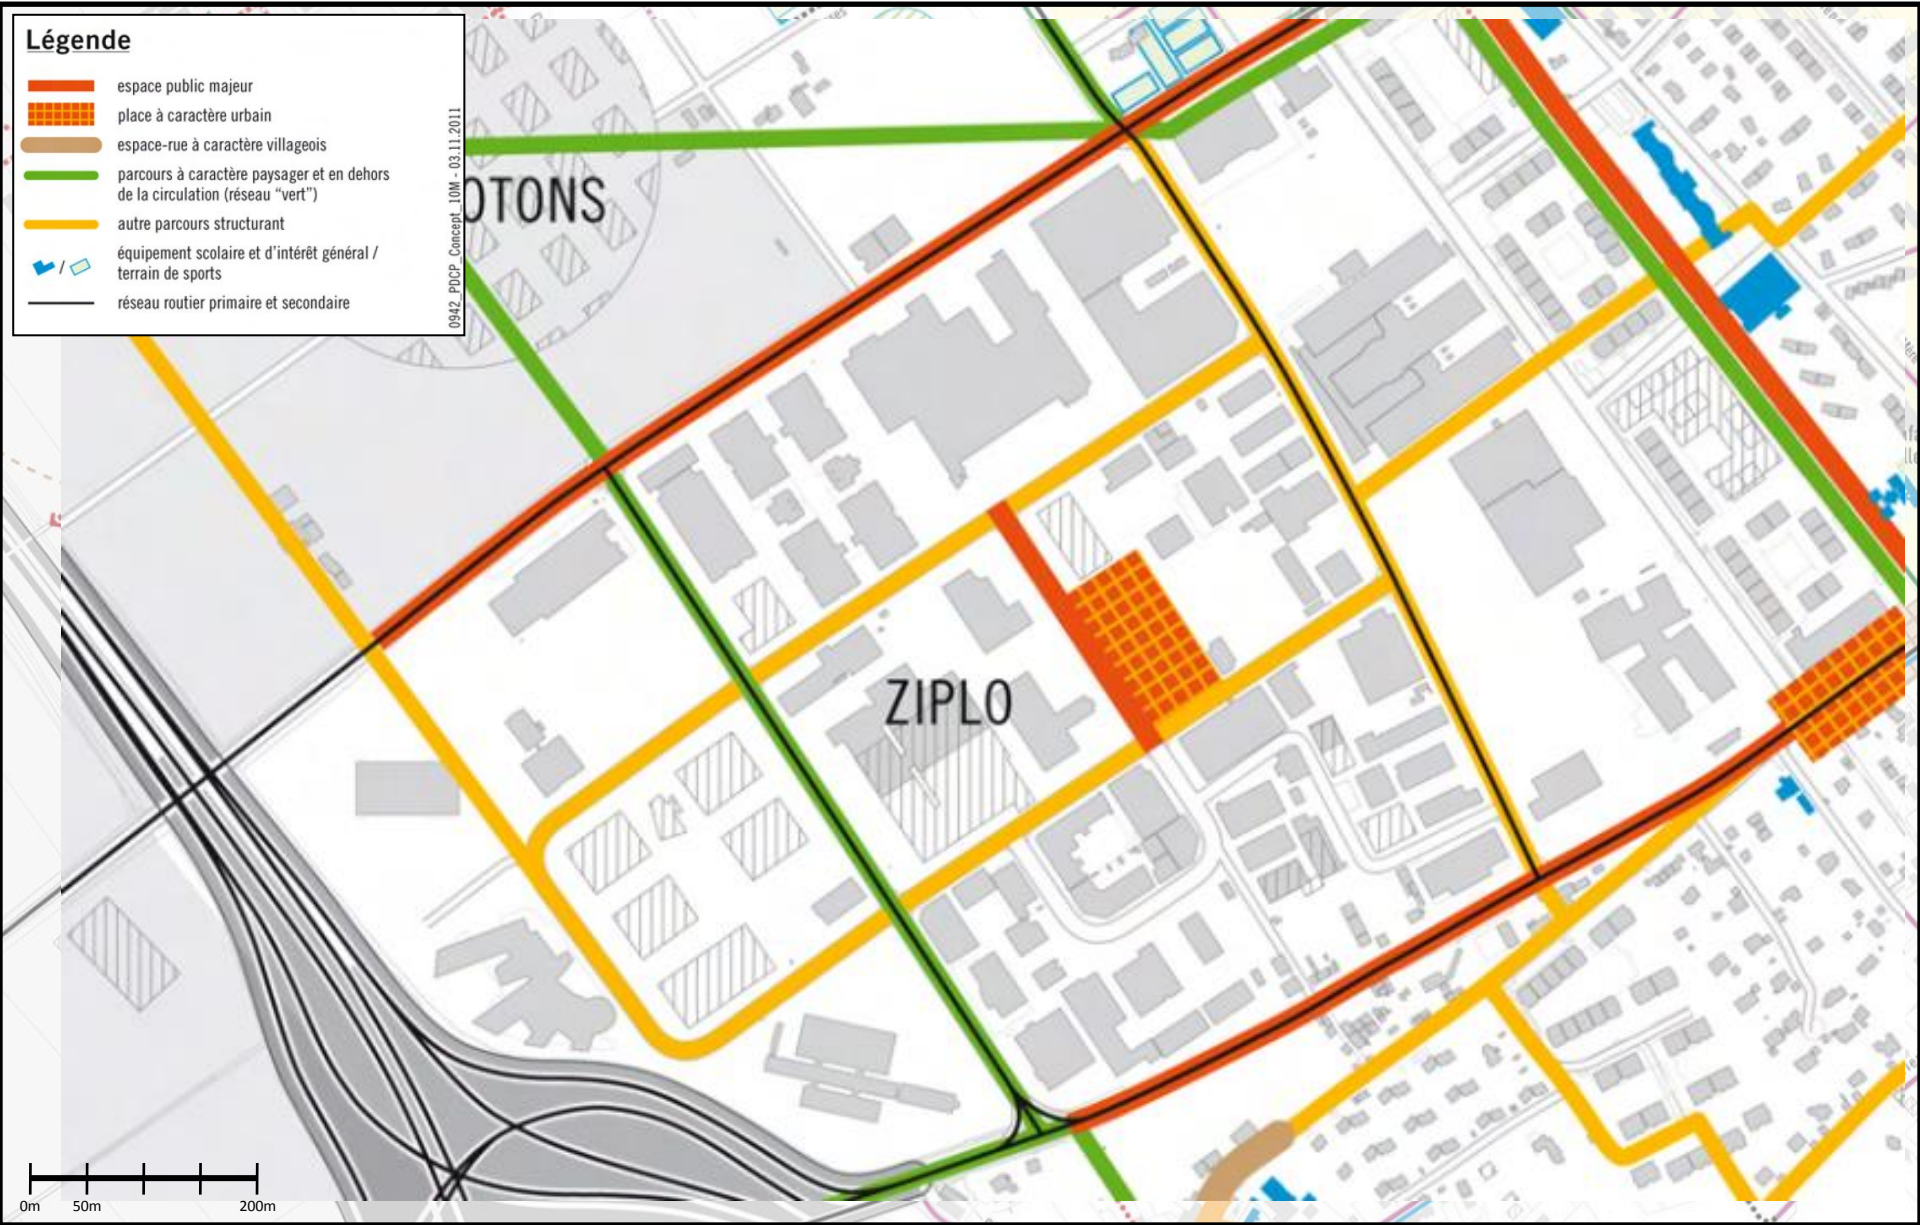 Légende
espace public majeur
place à caractère urbain
espace-rue à caractère villageois
parcours à caractère paysager et en dehors
de la circulation (réseau “vert”)
autre parcours structurant
équipement scolaire et d’intérêt général /
terrain de sports
réseau routier primaire et secondaire
0942_PDCP_Concept_10M - 03.11.2011
OTONS
ZIPLO
0m 50m 200m